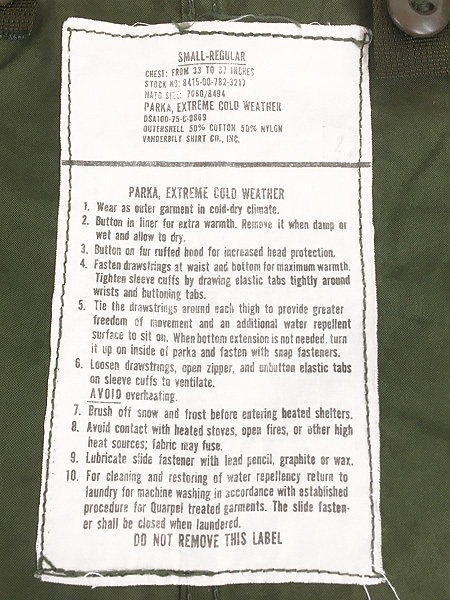 SMALL-REGULAR
CHEST: FROM 33 TO 37 INCHES
STOCK NO: 8415-00-782-3217
NATO SIZE: 7080/8494
PARKA, EXTREME COLD WEATHER
DSA100-75-C-0869
OUTERSHELL 50% COTTON 50% NYLON
VANDERBILT SHIRT CO., INC.
2
PARKA, EXTREME COLD WEATHER
1. Wear as outer garment in cold-dry climate.
2. Button in liner for extra warmth. Remove it when damp or
wet and allow to dry.
3. Button on fur ruffed hood for increased head protection.
4. Fasten drawstrings at waist and bottom for maximum warmth.
Tighten sleeve cuffs by drawing elastic tabs tightly around
wrists and buttoning tabs.
5. Tie the drawstrings around each thigh to provide greater
freedom of movement and an additional water repellent
surface to sit on. When bottom extension is not needed, turn
it up on inside of parka and fasten with snap fasteners.
6. Loosen drawstrings, open zipper, and unbutton elastic tabs
on sleeve cuffs to ventilate.
AVOID overheating.
7. Brush off snow and frost before entering heated shelters.
8. Avoid contact with heated stoves, open fires, or other high
heat sources; fabric may fuse.
9. Lubricate slide fastener with lead pencil, graphite or wax.
10. For cleaning and restoring of water repellency return to
laundry for machine washing in accordance with established
procedure for Quarpel treated garments. The slide fasten-
er shall be closed when laundered.
DO NOT REMOVE THIS LABEL